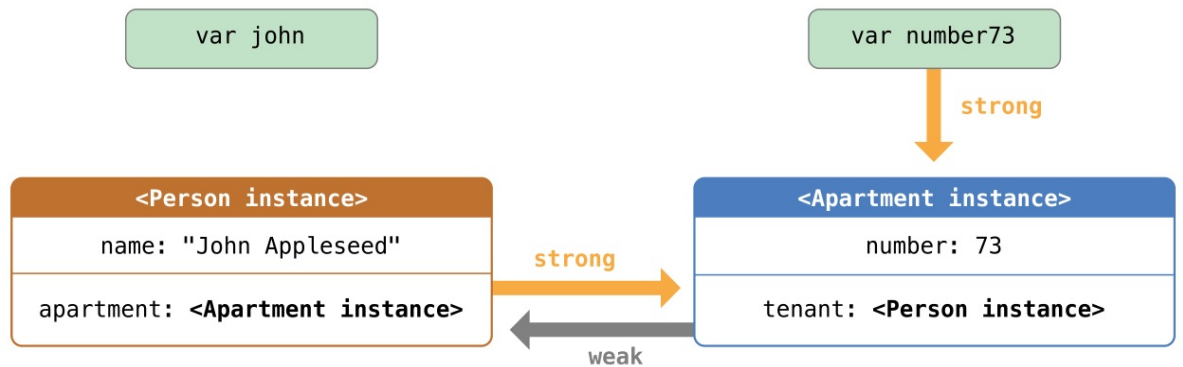 var john
var number73
strong
<Person instance>
name: "John Appleseed"
apartment: <Apartment instance>
strong
weak
<Apartment instance>
number: 73
tenant: <Person instance>